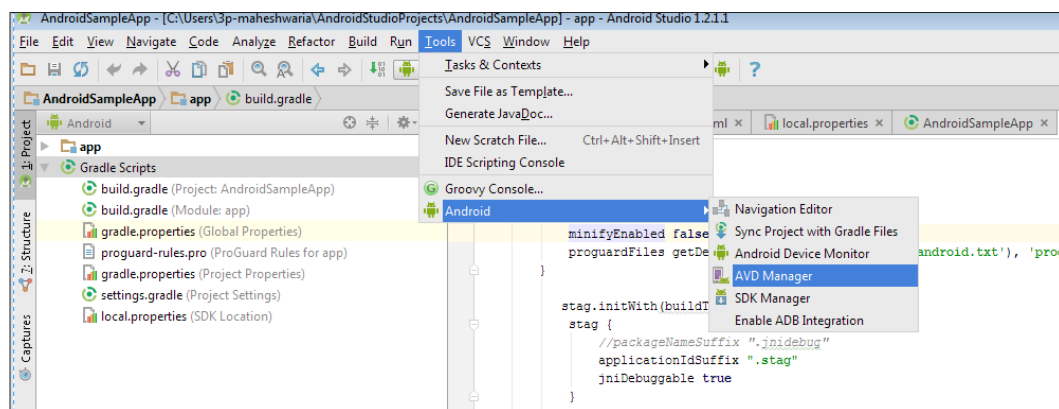 AndroidSampleApp - [C:\Users\3p-maheshwaria\AndroidStudioProjects\AndroidSampleApp] - app - Android Studio 1.2.1.1
File Edit View Navigate Code Analyze Refactor Build Run Tools VCS Window Help
AndroidSampleApp app build.gradle
Tasks & Contexts
Save File as Template...
Generate JavaDoc...
New Scratch File... Ctrl+Alt+Shift+Insert
IDE Scripting Console
Groovy Console...
Android
Navigation Editor
Sync Project with Gradle Files
Android Device Monitor
AVD Manager
SDK Manager
Enable ADB Integration
1: Project
Z: Structure
Captures
Android
app
Gradle Scripts
build.gradle (Project: AndroidSampleApp)
build.gradle (Module: app)
gradle.properties (Global Properties)
proguard-rules.pro (ProGuard Rules for app)
gradle.properties (Project Properties)
settings.gradle (Project Settings)
local.properties (SDK Location)
ml local.properties AndroidSampleApp
minifyEnabled false
proguardFiles getDe android.txt'), 'pro
}
stag.initWith(buildT
stag {
//packageNameSuffix ".jnidebug"
applicationIdSuffix ".stag"
jniDebuggable true
}